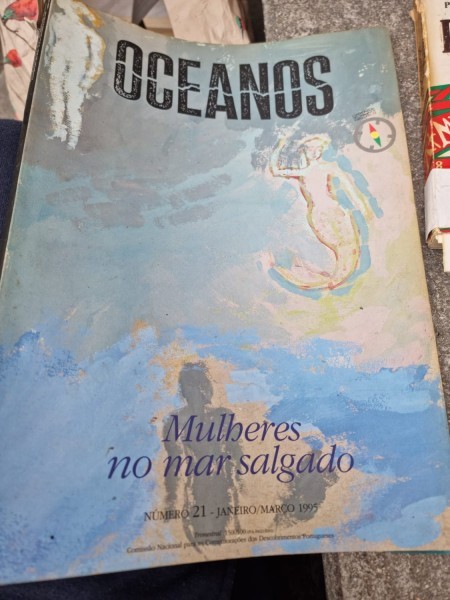 OCEANOS
Mulheres
no mar salgado
NÚMERO 21 - JANEIRO/MARÇO 1995
Comissão Nacional para as Comemorações dos Descobrimentos Portugueses